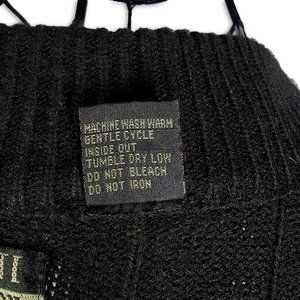 MACHINE WASH WARM
GENTLE CYCLE
INSIDE OUT
TUMBLE DRY LOW
DO NOT BLEACH
DO NOT IRON